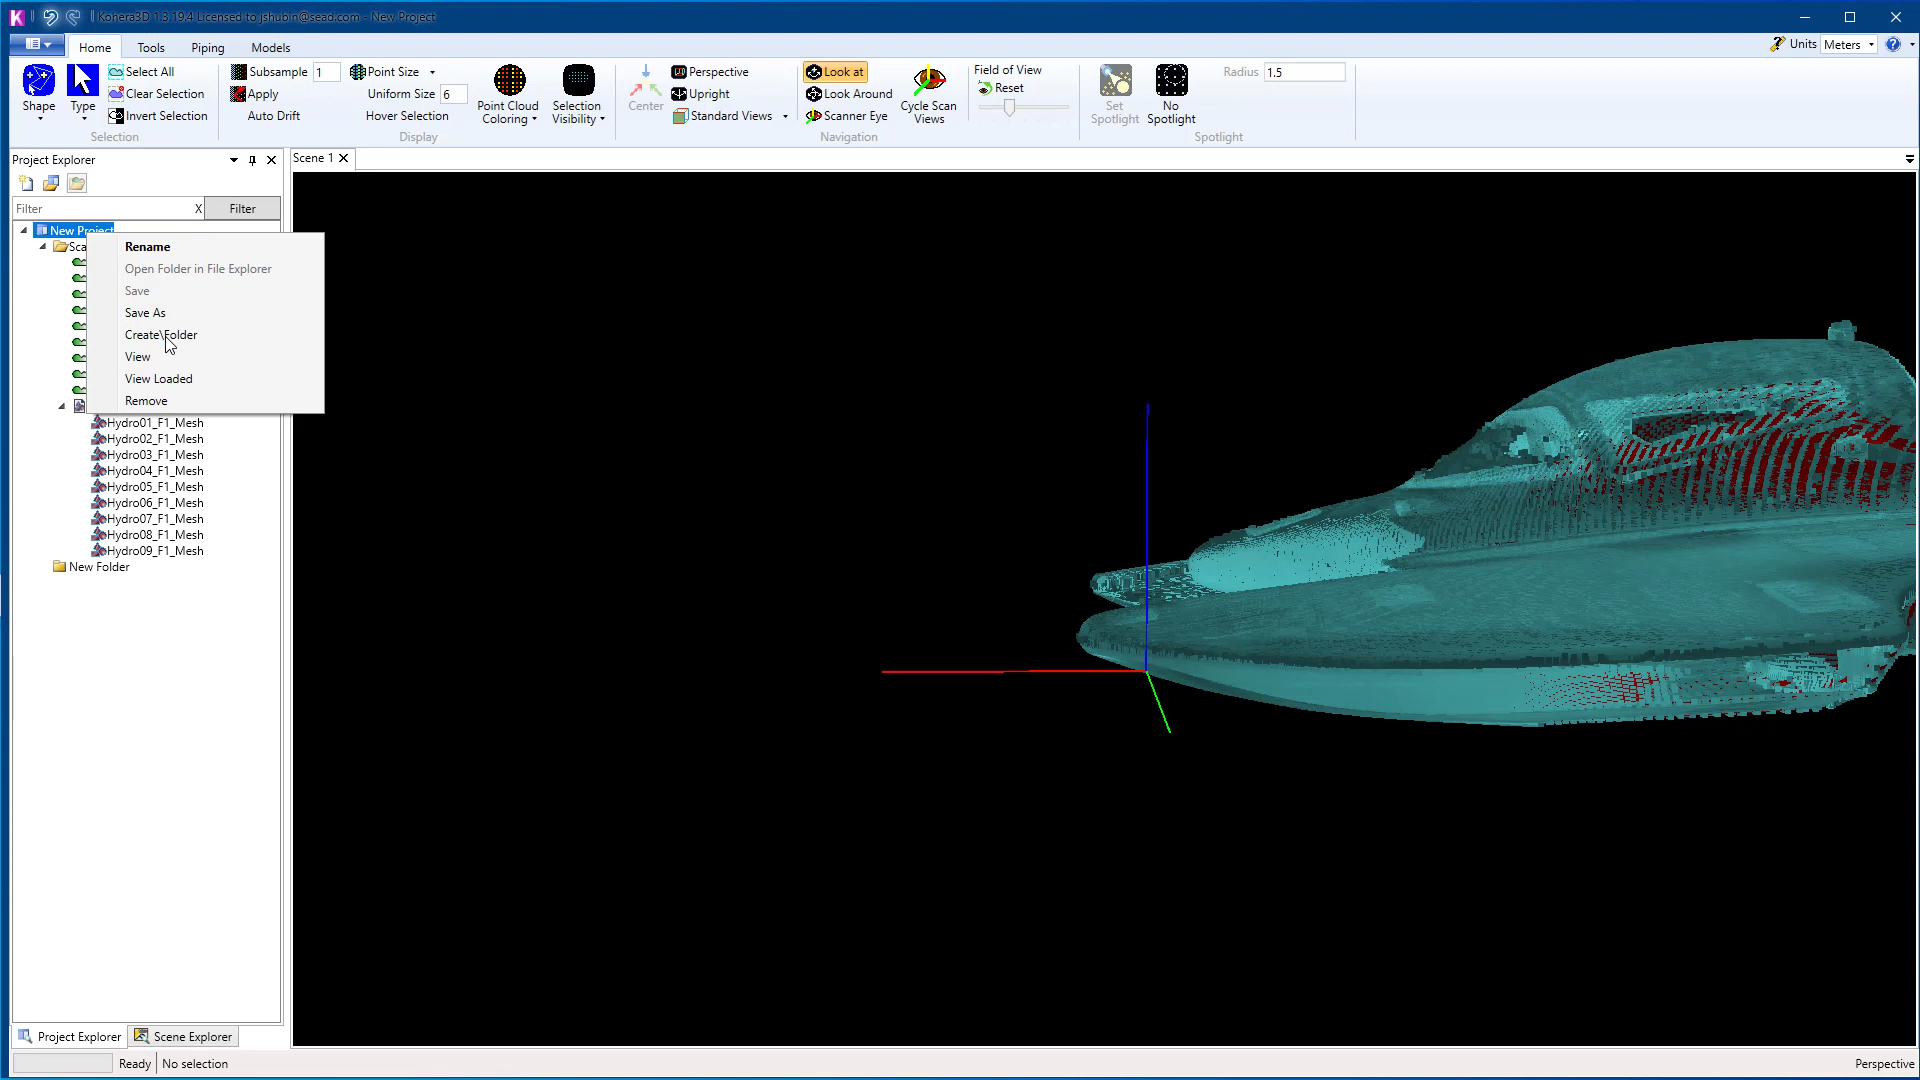 Kohera3D 1.3.19.4 Licensed to jshubin@sead.com - New Project
Home Tools Piping Models
Units Meters
Shape
Type
Select All
Clear Selection
Invert Selection
Selection
Subsample 1
Apply
Auto Drift
Point Size
Uniform Size 6
Hover Selection
Display
Point Cloud
Coloring
Selection
Visibility
Center
Perspective
Upright
Standard Views
Look at
Look Around
Scanner Eye
Cycle Scan
Views
Navigation
Field of View
Reset
Set
Spotlight
No
Spotlight
Radius 1.5
Spotlight
Project Explorer
Scene 1
Filter X Filter
New Project
Sca
Rename
Open Folder in File Explorer
Save
Save As
Create\Folder
View
View Loaded
Remove
Hydro01_F1_Mesh
Hydro02_F1_Mesh
Hydro03_F1_Mesh
Hydro04_F1_Mesh
Hydro05_F1_Mesh
Hydro06_F1_Mesh
Hydro07_F1_Mesh
Hydro08_F1_Mesh
Hydro09_F1_Mesh
New Folder
Project Explorer Scene Explorer
Ready No selection Perspective